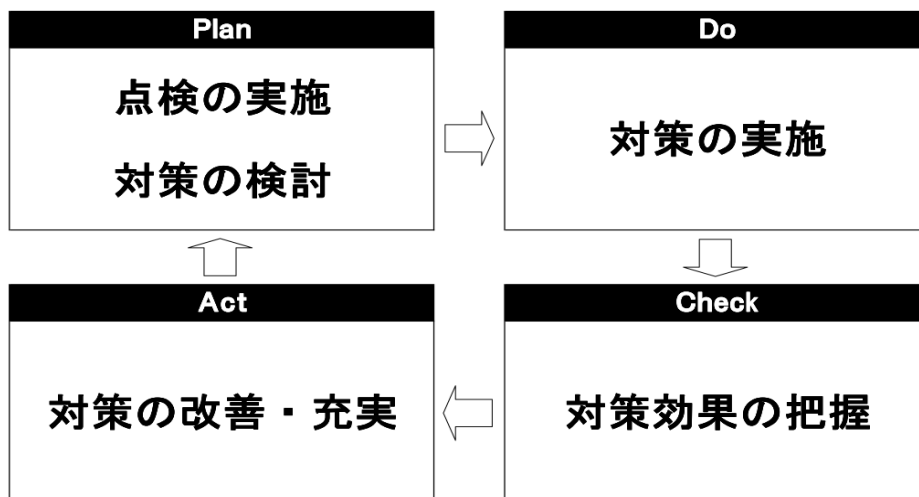 Plan
点検の実施
対策の検討
Do
対策の実施
Act
対策の改善・充実
Check
対策効果の把握